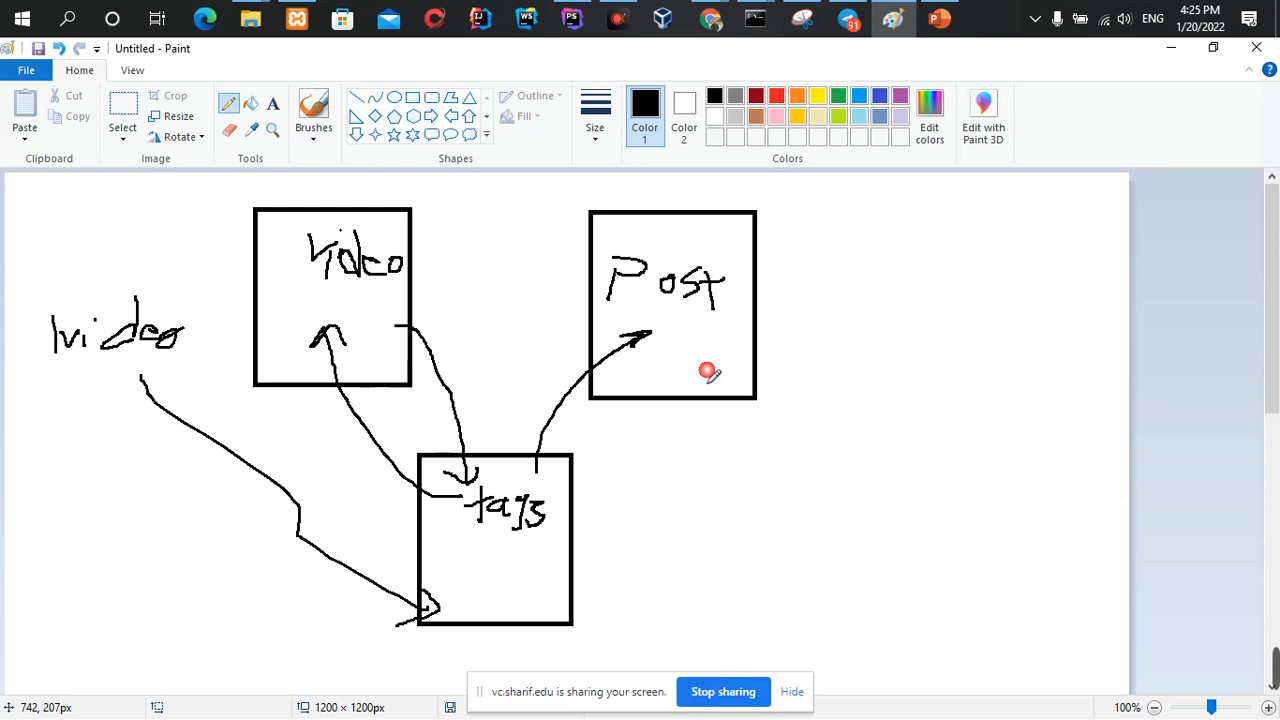 91
ENG
4:25 PM
1/20/2022
Untitled - Paint
File
Home
View
Paste
Cut
Copy
Clipboard
Select
Crop
Resize
Rotate
Image
A
Tools
Brushes
Outline
Fill
Shapes
Size
Color
1
Color
2
Edit
colors
Colors
Edit with
Paint 3D
Video
Post
Video
tags
vc.sharif.edu is sharing your screen.
Stop sharing
Hide
742, 207px
1200 × 1200px
100%